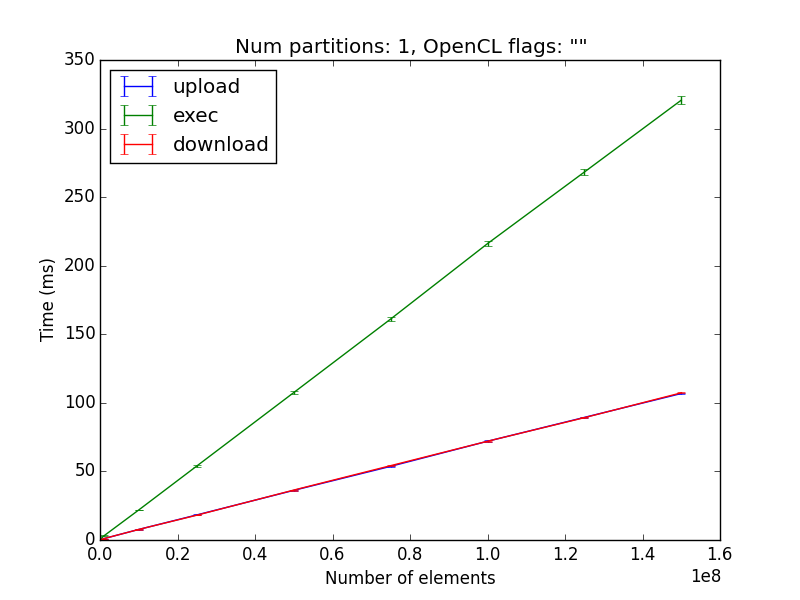 Num partitions: 1, OpenCL flags: ""
350
300
250
200
150
100
50
0
Time (ms)
upload
exec
download
0.0 0.2 0.4 0.6 0.8 1.0 1.2 1.4 1.6
1e8
Number of elements